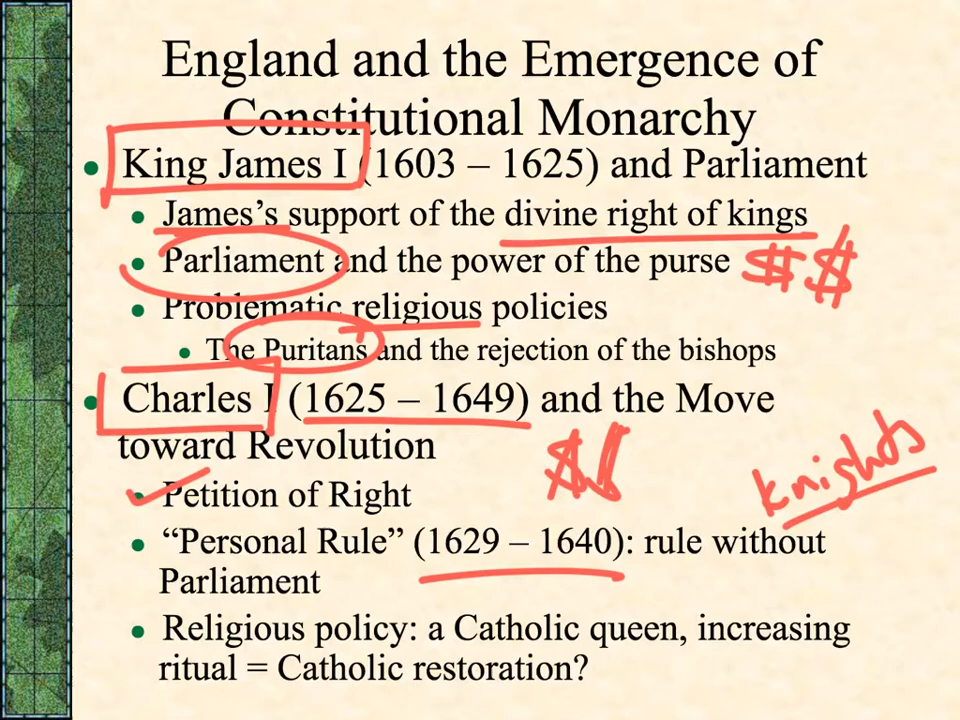 England and the Emergence of
Constitutional Monarchy
• King James I (1603 – 1625) and Parliament
• James's support of the divine right of kings
• Parliament and the power of the purse $ $
• Problematic religious policies
• The Puritans and the rejection of the bishops
• Charles I (1625 – 1649) and the Move
toward Revolution
knights
• Petition of Right
• “Personal Rule” (1629 – 1640): rule without
Parliament
• Religious policy: a Catholic queen, increasing
ritual = Catholic restoration?